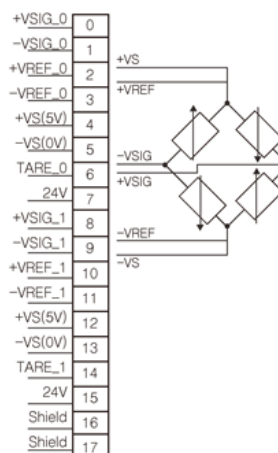 +VSIG_0 0
-VSIG_0 1
+VREF_0 2
-VREF_0 3
+VS(5V) 4
-VS(0V) 5
TARE_0 6
24V 7
+VSIG_1 8
-VSIG_1 9
+VREF_1 10
-VREF_1 11
+VS(5V) 12
-VS(0V) 13
TARE_1 14
24V 15
Shield 16
Shield 17
+VS
+VREF
-VSIG
+VSIG
-VREF
-VS